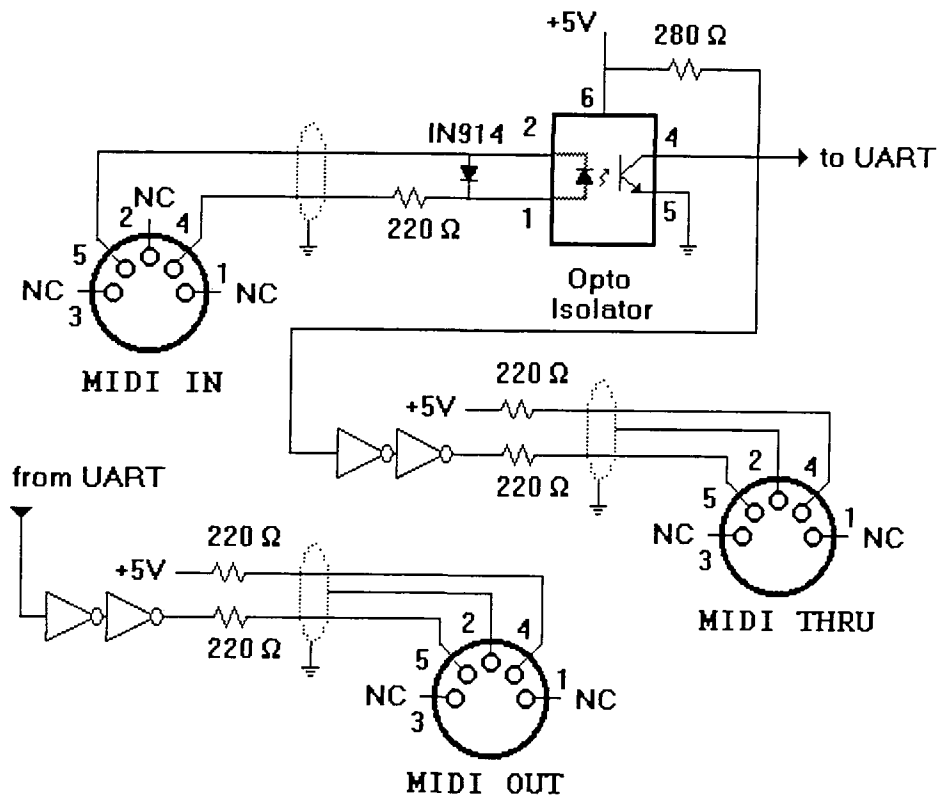 +5V
280 Ω
6
IN914
2
4
to UART
1
5
220 Ω
Opto
Isolator
NC
2
4
5
1
NC
NC
3
MIDI IN
220 Ω
+5V
220 Ω
2
4
5
1
NC
NC
3
MIDI THRU
from UART
220 Ω
+5V
220 Ω
2
4
5
1
NC
NC
3
MIDI OUT